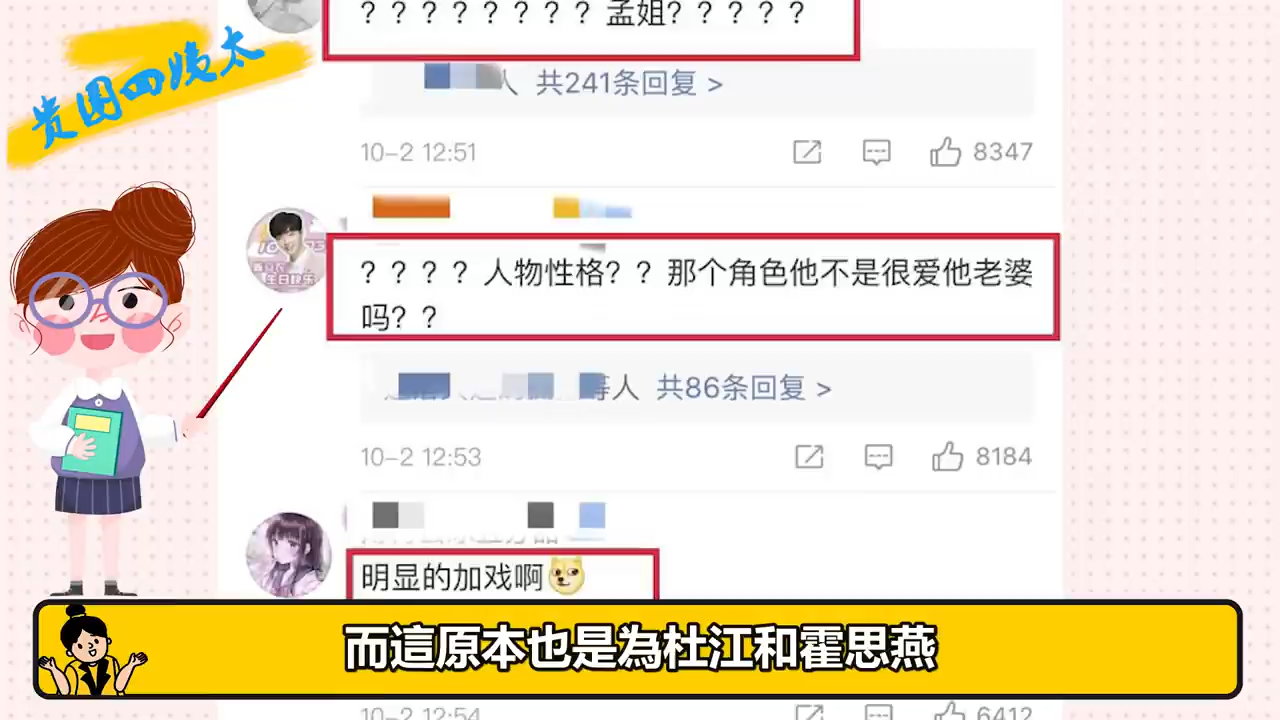 贵圈四姨太
？？？？？？？？孟姐？？？？？
人 共241条回复 >
10-2 12:51
8347
？？？？人物性格？？那个角色他不是很爱他老婆
吗？？
等人 共86条回复 >
10-2 12:53
8184
明显的加戏啊
而這原本也是為杜江和霍思燕
10-2 12:54
6412